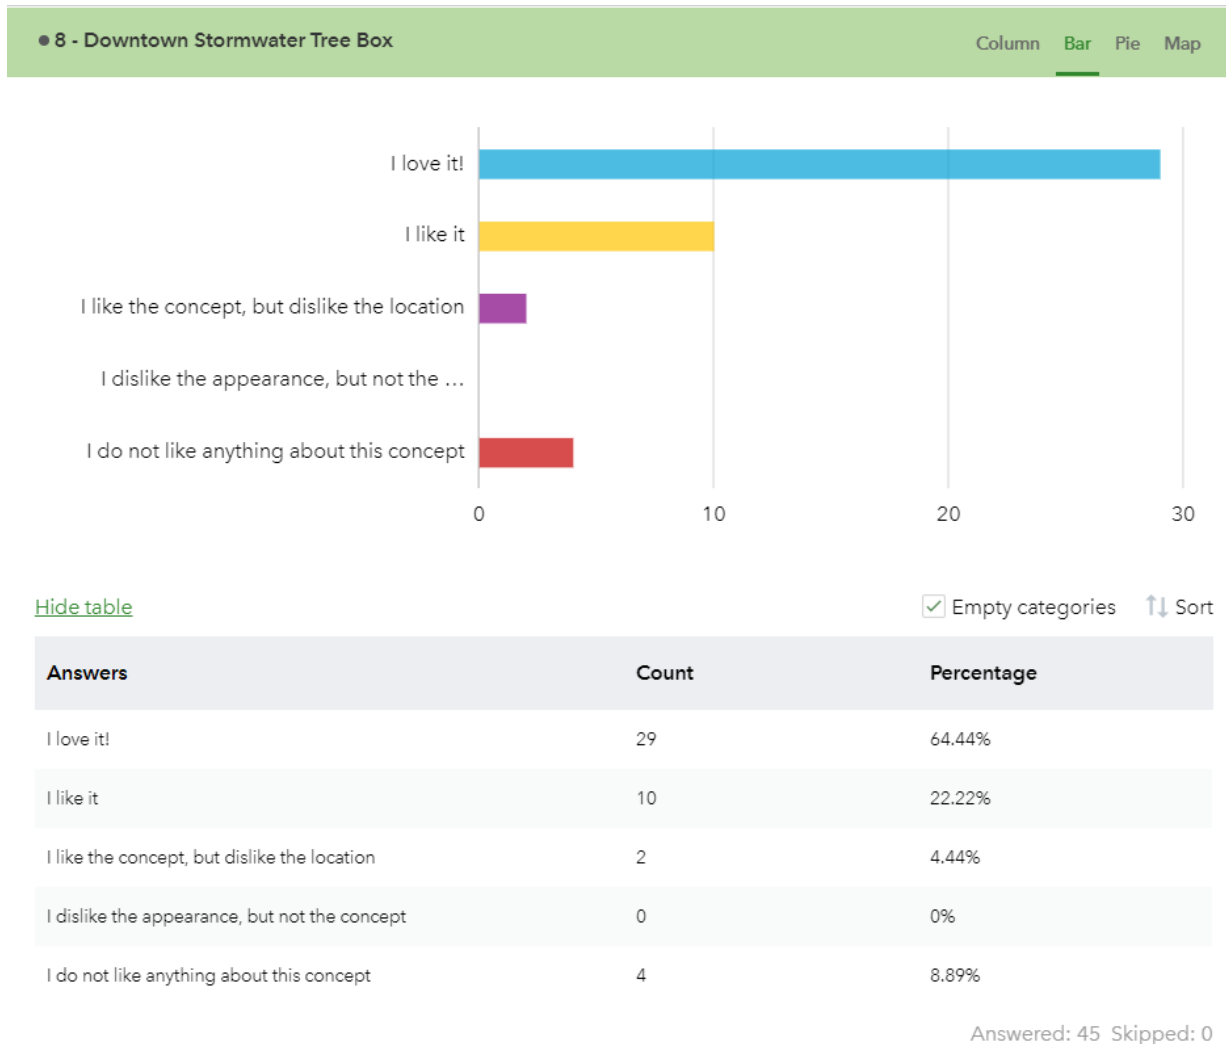 8 - Downtown Stormwater Tree Box
Column Bar Pie Map
I love it!
I like it
I like the concept, but dislike the location
I dislike the appearance, but not the ...
I do not like anything about this concept
0 10 20 30
Hide table
Empty categories Sort
Answers Count Percentage
I love it! 29 64.44%
I like it 10 22.22%
I like the concept, but dislike the location 2 4.44%
I dislike the appearance, but not the concept 0 0%
I do not like anything about this concept 4 8.89%
Answered: 45 Skipped: 0